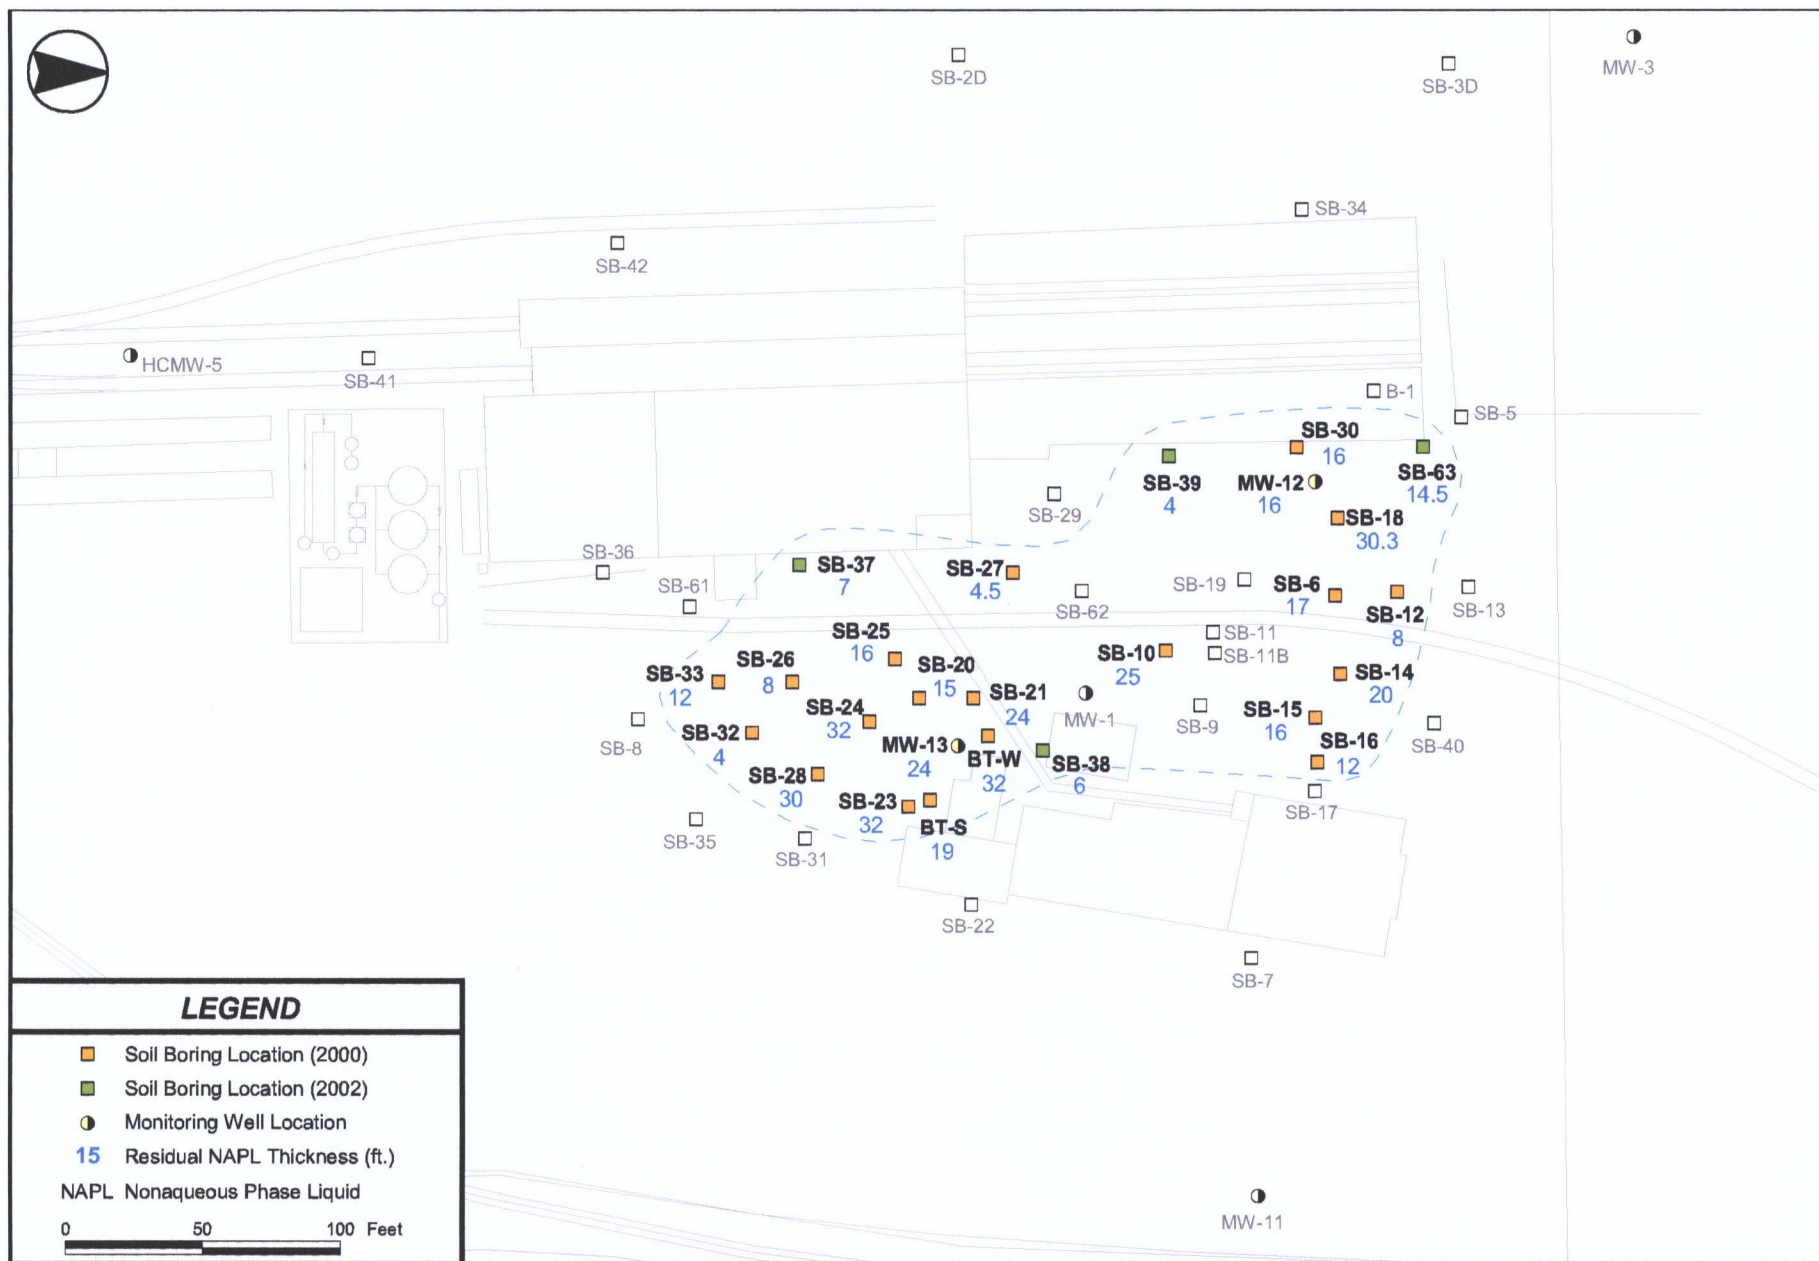 SB-2D
SB-3D
MW-3
SB-34
SB-42
HCMW-5
SB-41
B-1
SB-5
SB-30
16
SB-39
4
MW-12
16
SB-63
14.5
SB-29
SB-18
30.3
SB-36
SB-37
7
SB-27
4.5
SB-61
SB-62
SB-19
SB-6
17
SB-12
8
SB-13
SB-25
16
SB-11
SB-11B
SB-10
25
SB-33
12
SB-26
8
SB-20
15
SB-21
24
SB-14
20
SB-8
SB-32
4
SB-24
32
MW-13
24
BT-W
32
MW-1
SB-9
SB-15
16
SB-40
SB-38
6
SB-16
12
SB-28
30
SB-23
32
BT-S
19
SB-17
SB-35
SB-31
SB-22
SB-7
MW-11
LEGEND
Soil Boring Location (2000)
Soil Boring Location (2002)
Monitoring Well Location
15 Residual NAPL Thickness (ft.)
NAPL Nonaqueous Phase Liquid
0 50 100 Feet